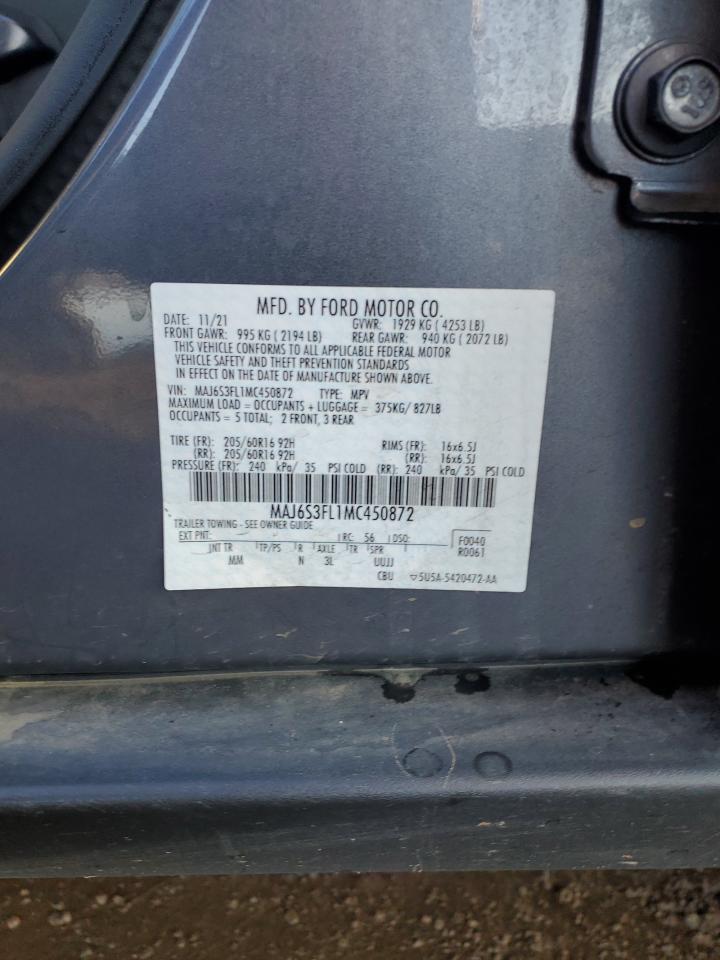 MFD. BY FORD MOTOR CO.
DATE: 11/21 GVWR: 1929 KG ( 4253 LB)
FRONT GAWR: 995 KG ( 2194 LB) REAR GAWR: 940 KG ( 2072 LB)
THIS VEHICLE CONFORMS TO ALL APPLICABLE FEDERAL MOTOR
VEHICLE SAFETY AND THEFT PREVENTION STANDARDS
IN EFFECT ON THE DATE OF MANUFACTURE SHOWN ABOVE.
VIN: MAJ6S3FL1MC450872 TYPE: MPV
MAXIMUM LOAD = OCCUPANTS + LUGGAGE = 375KG/ 827LB
OCCUPANTS = 5 TOTAL; 2 FRONT, 3 REAR
TIRE (FR): 205/60R16 92H RIMS (FR): 16x6.5J
(RR): 205/60R16 92H (RR): 16x6.5J
PRESSURE (FR): 240 kPa/ 35 PSI COLD (RR): 240 kPa/ 35 PSI COLD
MAJ6S3FL1MC450872
TRAILER TOWING - SEE OWNER GUIDE
EXT PNT: RC: 56 DSO: F0040
INT TR TP/PS R AXLE TR SPR R0061
MM N 3L UUJJ
CBU ▽5U5A-5420472-AA